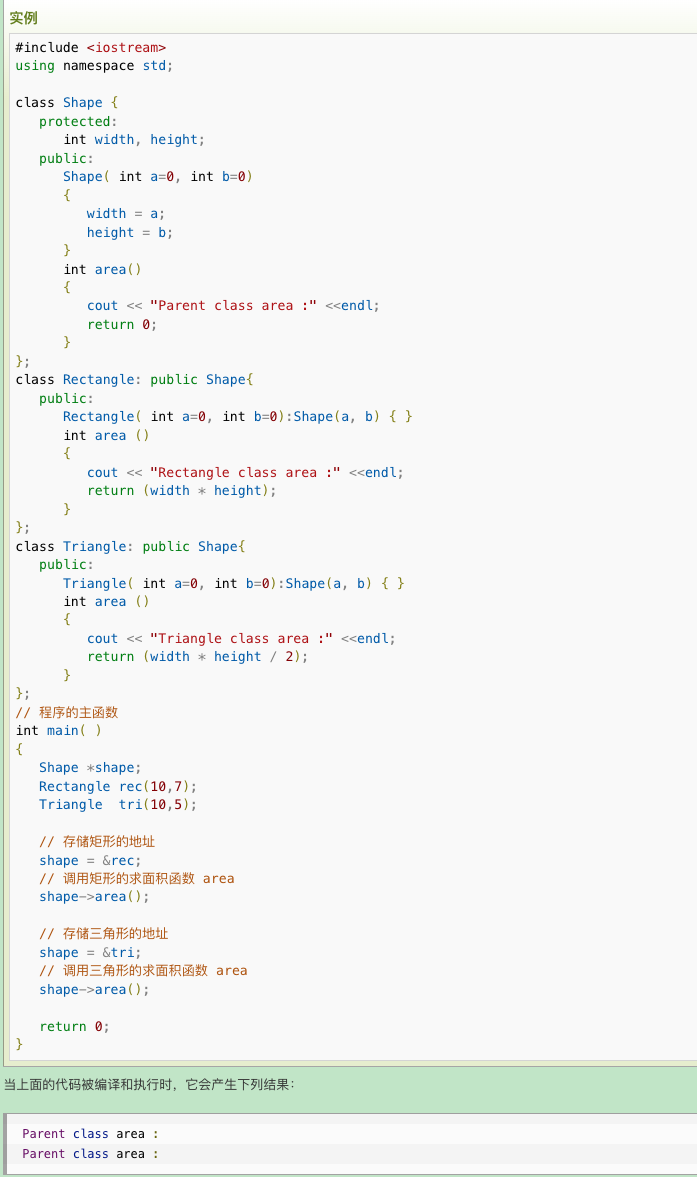 实例
#include <iostream>
using namespace std;
class Shape {
   protected:
      int width, height;
   public:
      Shape( int a=0, int b=0)
      {
         width = a;
         height = b;
      }
      int area()
      {
         cout << "Parent class area :" <<endl;
         return 0;
      }
};
class Rectangle: public Shape{
   public:
      Rectangle( int a=0, int b=0):Shape(a, b) { }
      int area ()
      {
         cout << "Rectangle class area :" <<endl;
         return (width * height);
      }
};
class Triangle: public Shape{
   public:
      Triangle( int a=0, int b=0):Shape(a, b) { }
      int area ()
      {
         cout << "Triangle class area :" <<endl;
         return (width * height / 2);
      }
};
// 程序的主函数
int main( )
{
   Shape *shape;
   Rectangle rec(10,7);
   Triangle  tri(10,5);
   // 存储矩形的地址
   shape = &rec;
   // 调用矩形的求面积函数 area
   shape->area();
   // 存储三角形的地址
   shape = &tri;
   // 调用三角形的求面积函数 area
   shape->area();
   return 0;
}
当上面的代码被编译和执行时，它会产生下列结果：
Parent class area :
Parent class area :